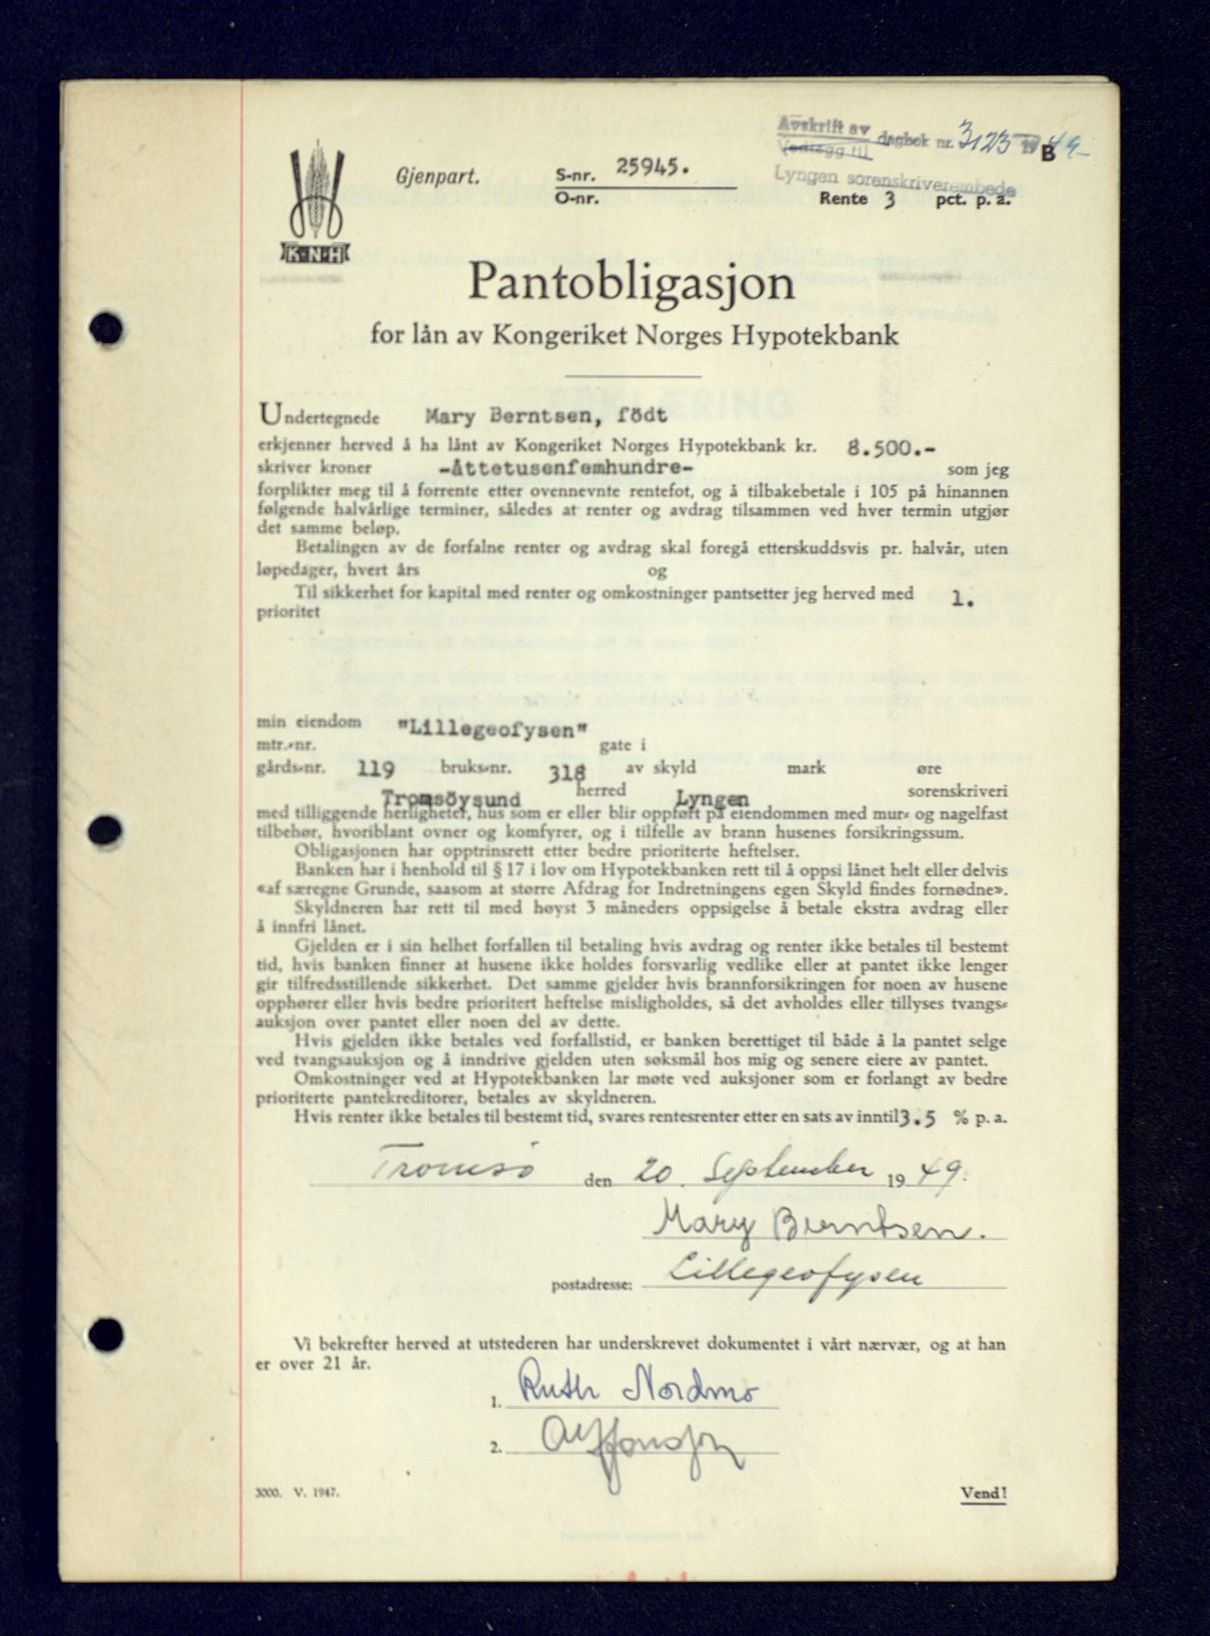 Avskrift av
Vedlegg til dagbok nr. 3123 19 49
B
Lyngen sorenskriverembede
Gjenpart.
S-nr. 25945.
O-nr.
Rente 3 pct. p. a.
K·N·H
Pantobligasjon
for lån av Kongeriket Norges Hypotekbank
Undertegnede Mary Berntsen, födt
erkjenner herved å ha lånt av Kongeriket Norges Hypotekbank kr. 8.500.-
skriver kroner -Åttetusenfemhundre- som jeg
forplikter meg til å forrente etter ovennevnte rentefot, og å tilbakebetale i 105 på hinannen
følgende halvårlige terminer, således at renter og avdrag tilsammen ved hver termin utgjør
det samme beløp.
Betalingen av de forfalne renter og avdrag skal foregå etterskuddsvis pr. halvår, uten
løpedager, hvert års og
Til sikkerhet for kapital med renter og omkostninger pantsetter jeg herved med 1.
prioritet
min eiendom "Lillegeofysen"
mtr.-nr. gate i
gårds-nr. 119 bruks-nr. 318 av skyld mark øre
Tromsöysund herred Lyngen sorenskriveri
med tilliggende herligheter, hus som er eller blir oppført på eiendommen med mur- og nagelfast
tilbehør, hvoriblant ovner og komfyrer, og i tilfelle av brann husenes forsikringssum.
Obligasjonen har opptrinsrett etter bedre prioriterte heftelser.
Banken har i henhold til § 17 i lov om Hypotekbanken rett til å oppsi lånet helt eller delvis
«af særegne Grunde, saasom at større Afdrag for Indretningens egen Skyld findes fornødne».
Skyldneren har rett til med høyst 3 måneders oppsigelse å betale ekstra avdrag eller
å innfri lånet.
Gjelden er i sin helhet forfallen til betaling hvis avdrag og renter ikke betales til bestemt
tid, hvis banken finner at husene ikke holdes forsvarlig vedlike eller at pantet ikke lenger
gir tilfredsstillende sikkerhet. Det samme gjelder hvis brannforsikringen for noen av husene
opphører eller hvis bedre prioritert heftelse misligholdes, så det avholdes eller tillyses tvangs-
auksjon over pantet eller noen del av dette.
Hvis gjelden ikke betales ved forfallstid, er banken berettiget til både å la pantet selge
ved tvangsauksjon og å inndrive gjelden uten søksmål hos mig og senere eiere av pantet.
Omkostninger ved at Hypotekbanken lar møte ved auksjoner som er forlangt av bedre
prioriterte pantekreditorer, betales av skyldneren.
Hvis renter ikke betales til bestemt tid, svares rentesrenter etter en sats av inntil 3.5 % p. a.
Tromsø den 20. September 19 49.
Mary Berntsen.
postadresse: Lillegeofysen
Vi bekrefter herved at utstederen har underskrevet dokumentet i vårt nærvær, og at han
er over 21 år.
1. Ruth Nordmo
2.
3000. V. 1947.
Vend!